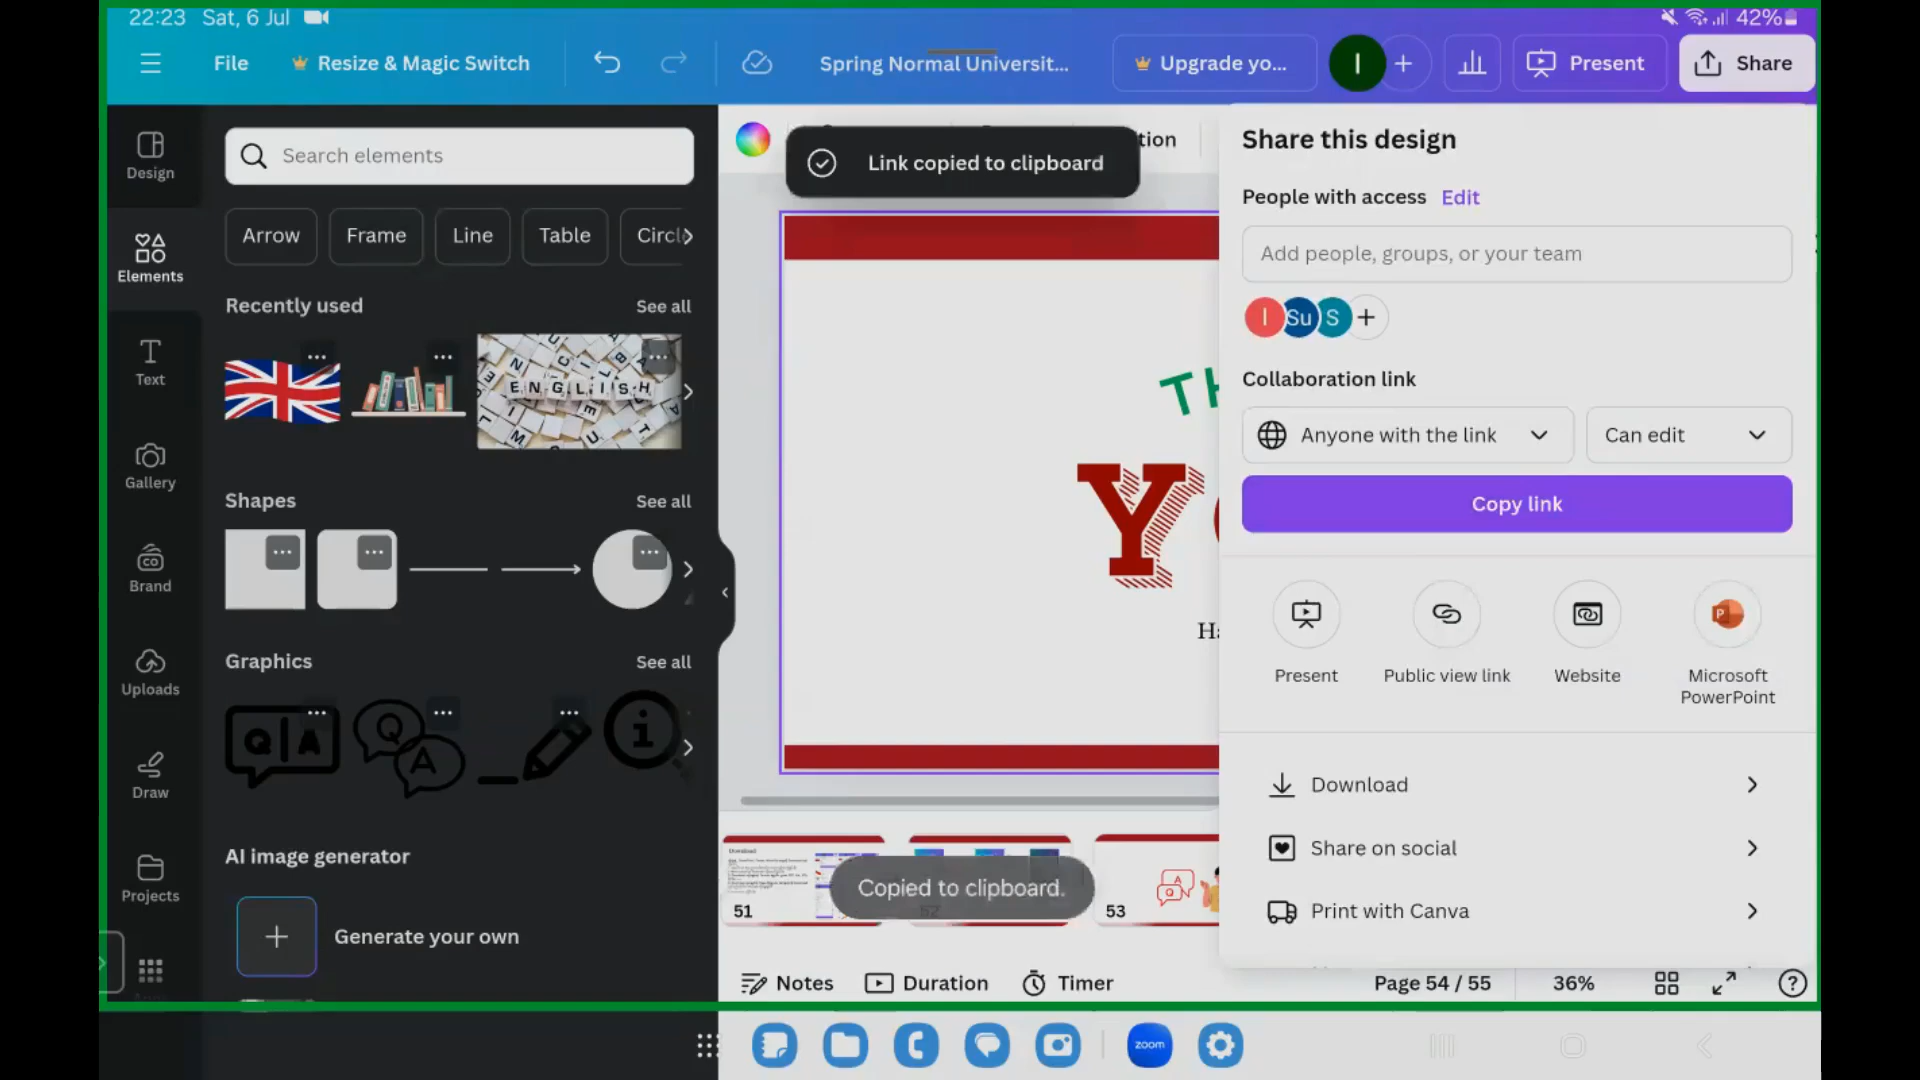 22:23 Sat, 6 Jul
42%
File
Resize & Magic Switch
Spring Normal Universit...
Upgrade yo...
I
Present
Share
Design
Elements
Text
Gallery
Brand
Uploads
Draw
Projects
Search elements
Arrow
Frame
Line
Table
Circl
Recently used
See all
ENGLISH
Shapes
See all
Graphics
See all
Q A
Q
A
i
AI image generator
Generate your own
tion
Link copied to clipboard
TH
Y
Ha
Download
51
52
53
Copied to clipboard.
Notes
Duration
Timer
Page 54 / 55
36%
Share this design
People with access
Edit
Add people, groups, or your team
I
Su
S
Collaboration link
Anyone with the link
Can edit
Copy link
Present
Public view link
Website
Microsoft
PowerPoint
Download
Share on social
Print with Canva
zoom